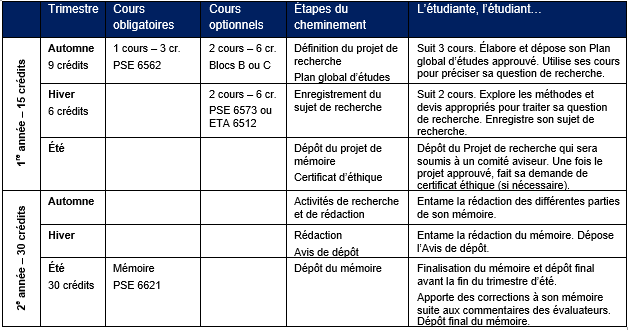 Trimestre
Cours
obligatoires
Cours
optionnels
Étapes du
cheminement
L'étudiante, l'étudiant…
1re année – 15 crédits
Automne
9 crédits
1 cours – 3 cr.
PSE 6562
2 cours – 6 cr.
Blocs B ou C
Définition du projet de
recherche
Plan global d'études
Suit 3 cours. Élabore et dépose son Plan
global d'études approuvé. Utilise ses cours
pour préciser sa question de recherche.
Hiver
6 crédits
2 cours – 6 cr.
PSE 6573 ou
ETA 6512
Enregistrement du
sujet de recherche
Suit 2 cours. Explore les méthodes et
devis appropriés pour traiter sa question
de recherche. Enregistre son sujet de
recherche.
Été
Dépôt du projet de
mémoire
Certificat d'éthique
Dépôt du Projet de recherche qui sera
soumis à un comité aviseur. Une fois le
projet approuvé, fait sa demande de
certificat éthique (si nécessaire).
2e année – 30 crédits
Automne
Activités de recherche
et de rédaction
Entame la rédaction des différentes parties
de son mémoire.
Hiver
Rédaction
Avis de dépôt
Entame la rédaction du mémoire. Dépose
l'Avis de dépôt.
Été
30 crédits
Mémoire
PSE 6621
Dépôt du mémoire
Finalisation du mémoire et dépôt final
avant la fin du trimestre d'été.
Apporte des corrections à son mémoire
suite aux commentaires des évaluateurs.
Dépôt final du mémoire.